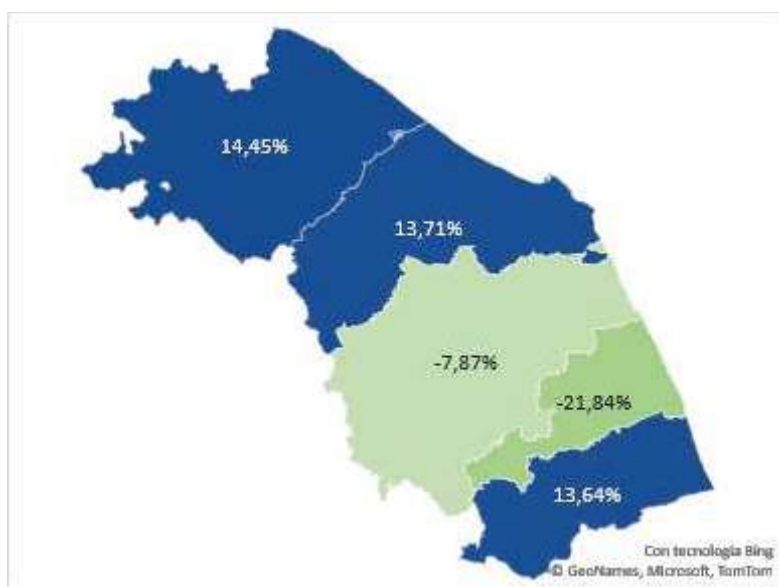 14,45%
13,71%
-7,87%
-21,84%
13,64%
Con tecnologia Bing
© GeoNames, Microsoft, TomTom